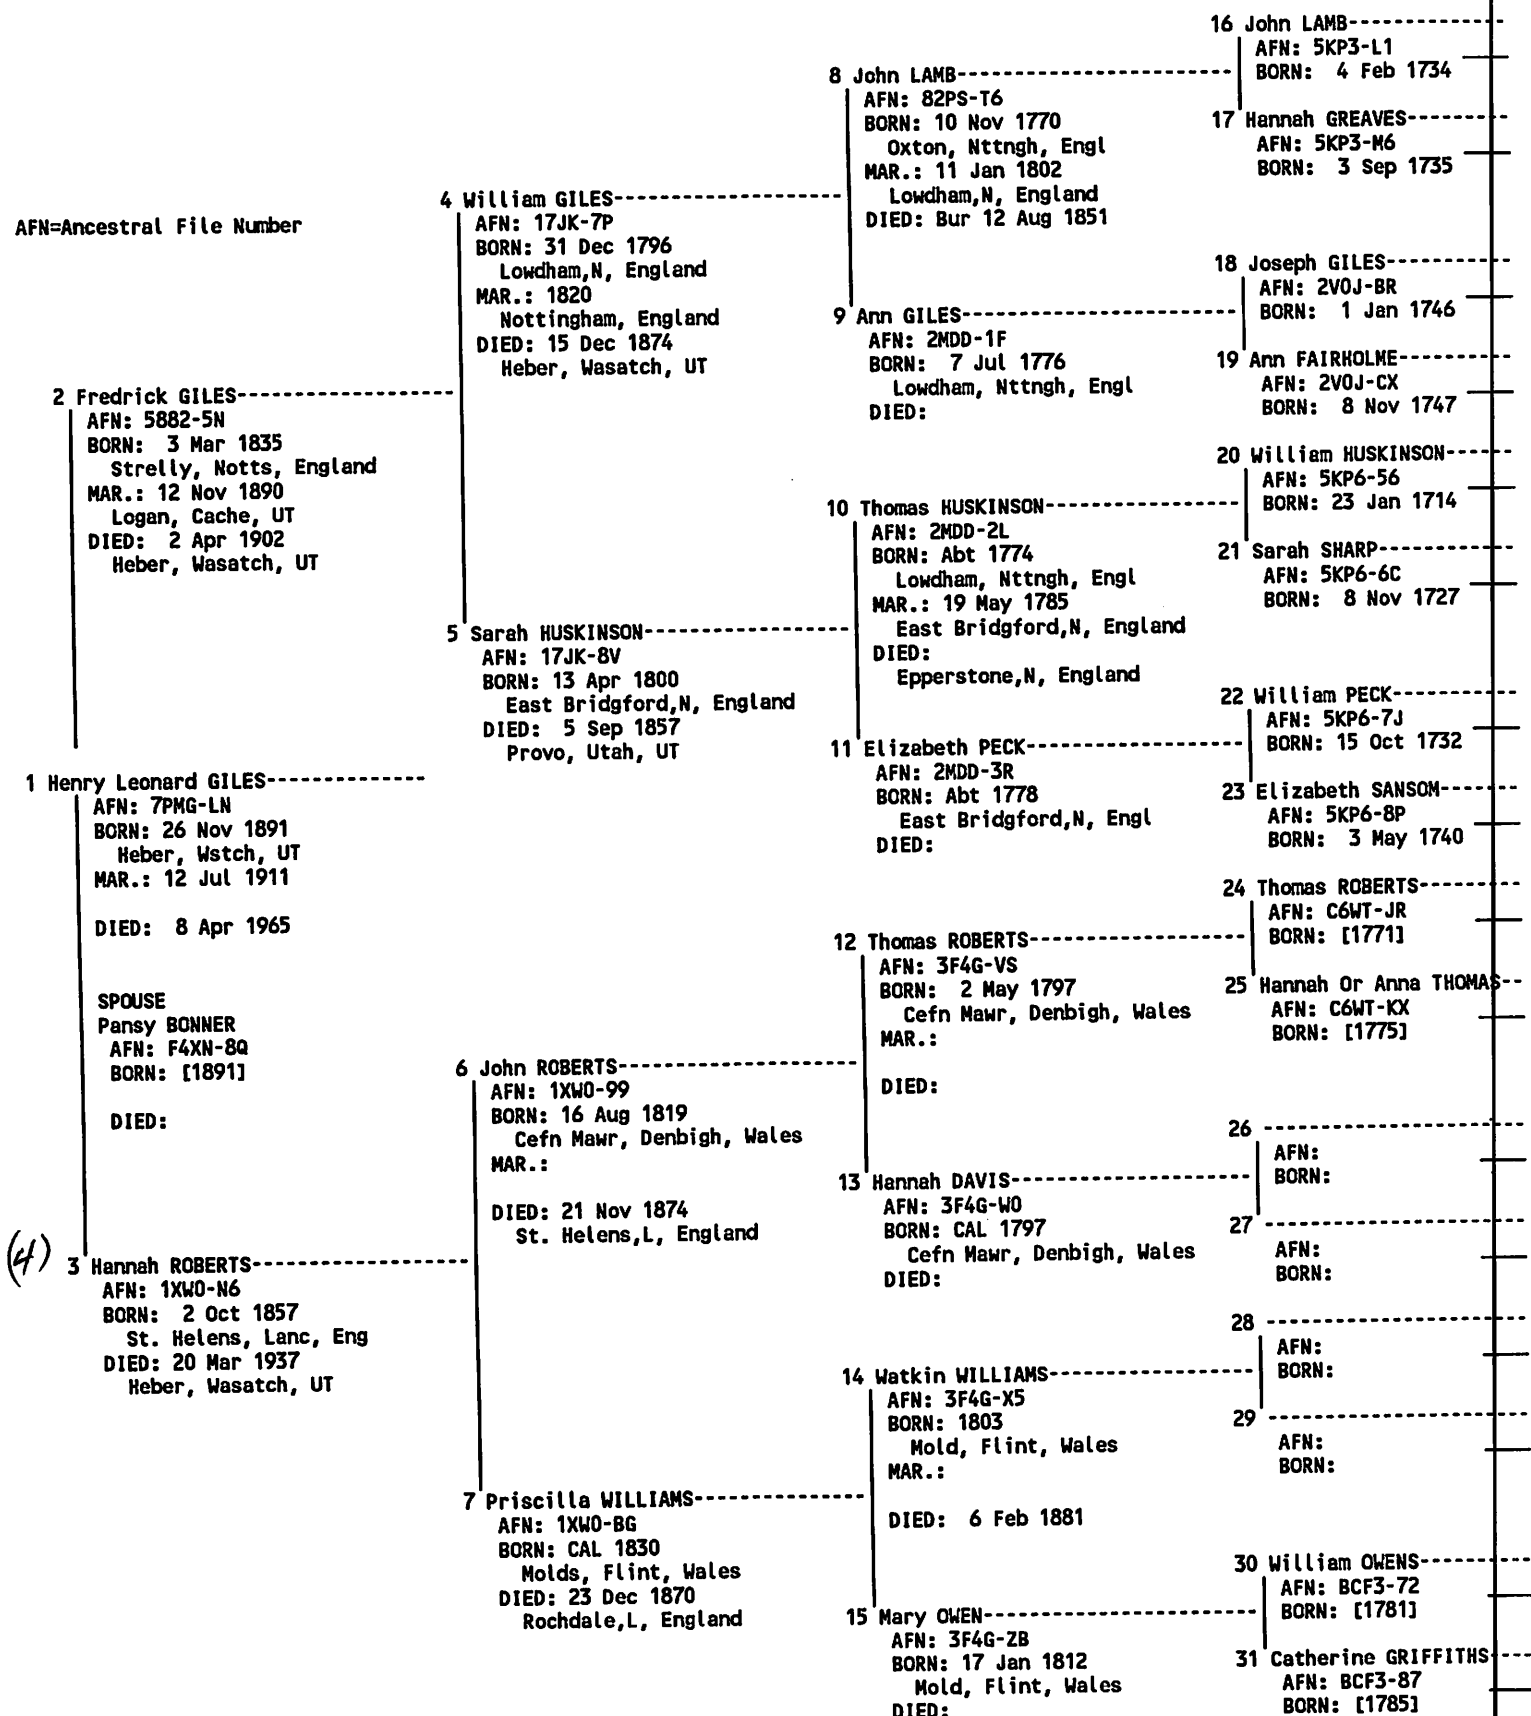 AFN=Ancestral File Number
1 Henry Leonard GILES
AFN: 7PMG-LN
BORN: 26 Nov 1891
Heber, Wstch, UT
MAR.: 12 Jul 1911
DIED: 8 Apr 1965
SPOUSE
Pansy BONNER
AFN: F4XN-8Q
BORN: [1891]
DIED:
2 Fredrick GILES
AFN: 5882-5N
BORN: 3 Mar 1835
Strelly, Notts, England
MAR.: 12 Nov 1890
Logan, Cache, UT
DIED: 2 Apr 1902
Heber, Wasatch, UT
(4)
3 Hannah ROBERTS
AFN: 1XW0-N6
BORN: 2 Oct 1857
St. Helens, Lanc, Eng
DIED: 20 Mar 1937
Heber, Wasatch, UT
4 William GILES
AFN: 17JK-7P
BORN: 31 Dec 1796
Lowdham,N, England
MAR.: 1820
Nottingham, England
DIED: 15 Dec 1874
Heber, Wasatch, UT
5 Sarah HUSKINSON
AFN: 17JK-8V
BORN: 13 Apr 1800
East Bridgford,N, England
DIED: 5 Sep 1857
Provo, Utah, UT
6 John ROBERTS
AFN: 1XW0-99
BORN: 16 Aug 1819
Cefn Mawr, Denbigh, Wales
MAR.:
DIED: 21 Nov 1874
St. Helens,L, England
7 Priscilla WILLIAMS
AFN: 1XW0-BG
BORN: CAL 1830
Molds, Flint, Wales
DIED: 23 Dec 1870
Rochdale,L, England
8 John LAMB
AFN: 82PS-T6
BORN: 10 Nov 1770
Oxton, Nttngh, Engl
MAR.: 11 Jan 1802
Lowdham,N, England
DIED: Bur 12 Aug 1851
9 Ann GILES
AFN: 2MDD-1F
BORN: 7 Jul 1776
Lowdham, Nttngh, Engl
DIED:
10 Thomas HUSKINSON
AFN: 2MDD-2L
BORN: Abt 1774
Lowdham, Nttngh, Engl
MAR.: 19 May 1785
East Bridgford,N, England
DIED:
Epperstone,N, England
11 Elizabeth PECK
AFN: 2MDD-3R
BORN: Abt 1778
East Bridgford,N, Engl
DIED:
12 Thomas ROBERTS
AFN: 3F4G-VS
BORN: 2 May 1797
Cefn Mawr, Denbigh, Wales
MAR.:
DIED:
13 Hannah DAVIS
AFN: 3F4G-W0
BORN: CAL 1797
Cefn Mawr, Denbigh, Wales
DIED:
14 Watkin WILLIAMS
AFN: 3F4G-X5
BORN: 1803
Mold, Flint, Wales
MAR.:
DIED: 6 Feb 1881
15 Mary OWEN
AFN: 3F4G-ZB
BORN: 17 Jan 1812
Mold, Flint, Wales
DIED:
16 John LAMB
AFN: 5KP3-L1
BORN: 4 Feb 1734
17 Hannah GREAVES
AFN: 5KP3-M6
BORN: 3 Sep 1735
18 Joseph GILES
AFN: 2V0J-BR
BORN: 1 Jan 1746
19 Ann FAIRHOLME
AFN: 2V0J-CX
BORN: 8 Nov 1747
20 William HUSKINSON
AFN: 5KP6-56
BORN: 23 Jan 1714
21 Sarah SHARP
AFN: 5KP6-6C
BORN: 8 Nov 1727
22 William PECK
AFN: 5KP6-7J
BORN: 15 Oct 1732
23 Elizabeth SANSOM
AFN: 5KP6-8P
BORN: 3 May 1740
24 Thomas ROBERTS
AFN: C6WT-JR
BORN: [1771]
25 Hannah Or Anna THOMAS
AFN: C6WT-KX
BORN: [1775]
26
AFN:
BORN:
27
AFN:
BORN:
28
AFN:
BORN:
29
AFN:
BORN:
30 William OWENS
AFN: BCF3-72
BORN: [1781]
31 Catherine GRIFFITHS
AFN: BCF3-87
BORN: [1785]